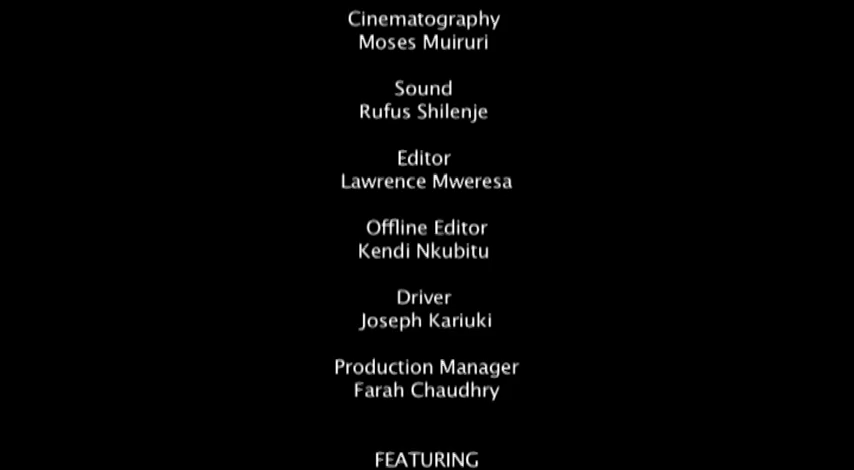 Cinematography
Moses Muiruri
Sound
Rufus Shilenje
Editor
Lawrence Mweresa
Offline Editor
Kendi Nkubitu
Driver
Joseph Kariuki
Production Manager
Farah Chaudhry
FEATURING